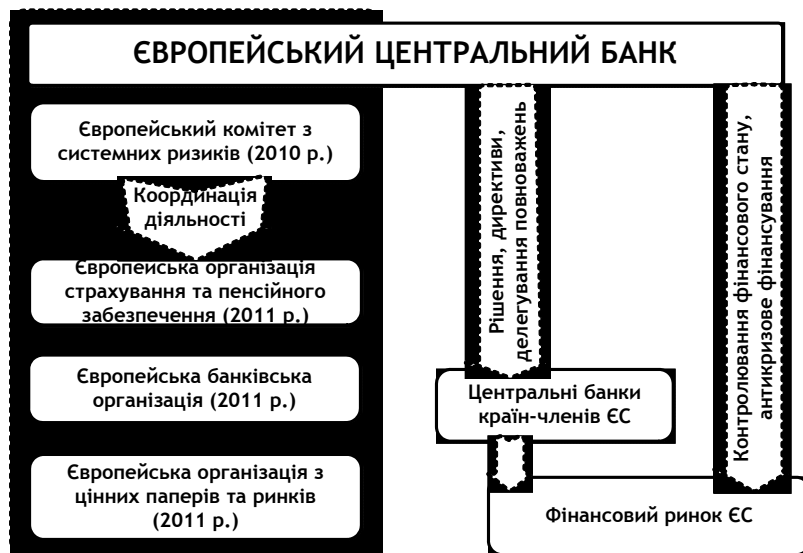 ЄВРОПЕЙСЬКИЙ ЦЕНТРАЛЬНИЙ БАНК
Європейський комітет з
системних ризиків (2010 р.)
Координація
діяльності
Європейська організація
страхування та пенсійного
забезпечення (2011 р.)
Європейська банківська
організація (2011 р.)
Європейська організація з
цінних паперів та ринків
(2011 р.)
Рішення, директиви,
делегування повноважень
Центральні банки
країн-членів ЄС
Контролювання фінансового стану,
антикризове фінансування
Фінансовий ринок ЄС